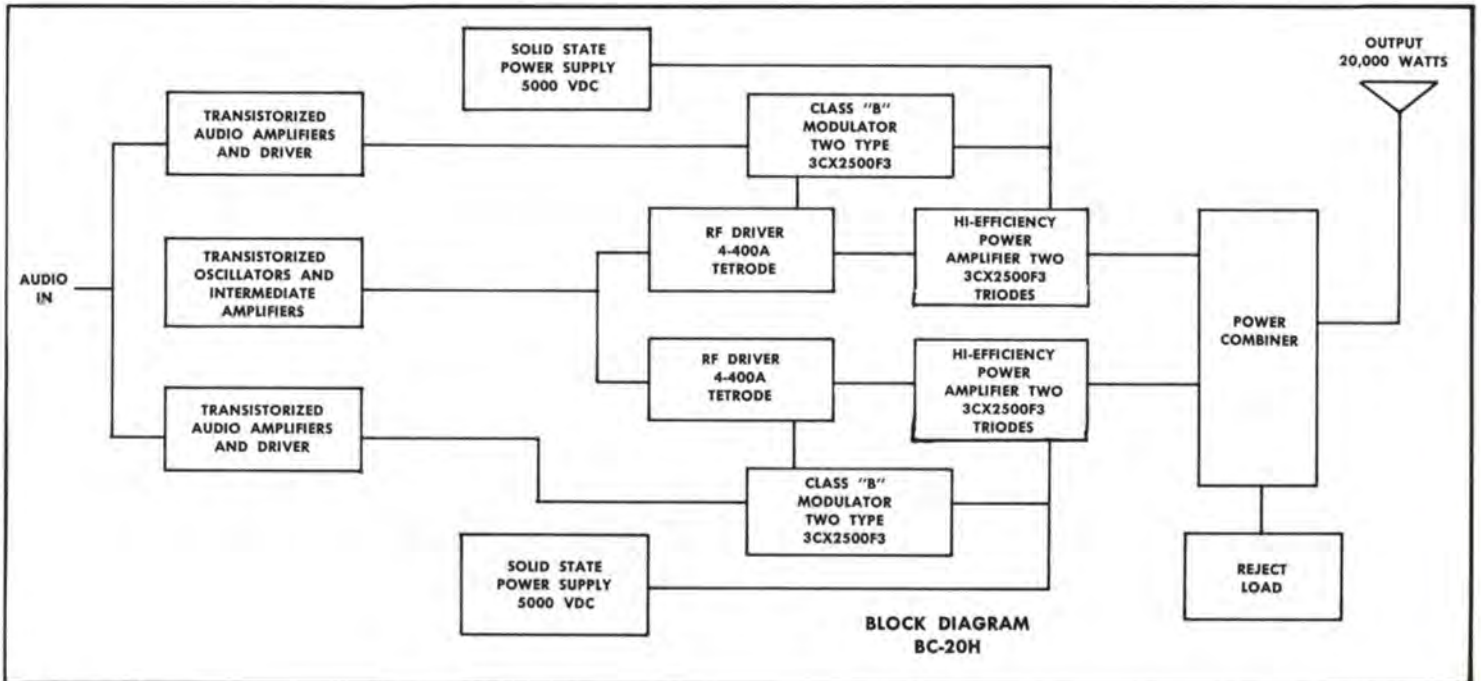 SOLID STATE
POWER SUPPLY
5000 VDC
OUTPUT
20,000 WATTS
TRANSISTORIZED
AUDIO AMPLIFIERS
AND DRIVER
CLASS "B"
MODULATOR
TWO TYPE
3CX2500F3
RF DRIVER
4-400A
TETRODE
HI-EFFICIENCY
POWER
AMPLIFIER TWO
3CX2500F3
TRIODES
AUDIO
IN
TRANSISTORIZED
OSCILLATORS AND
INTERMEDIATE
AMPLIFIERS
POWER
COMBINER
RF DRIVER
4-400A
TETRODE
HI-EFFICIENCY
POWER
AMPLIFIER TWO
3CX2500F3
TRIODES
TRANSISTORIZED
AUDIO AMPLIFIERS
AND DRIVER
CLASS "B"
MODULATOR
TWO TYPE
3CX2500F3
SOLID STATE
POWER SUPPLY
5000 VDC
REJECT
LOAD
BLOCK DIAGRAM
BC-20H